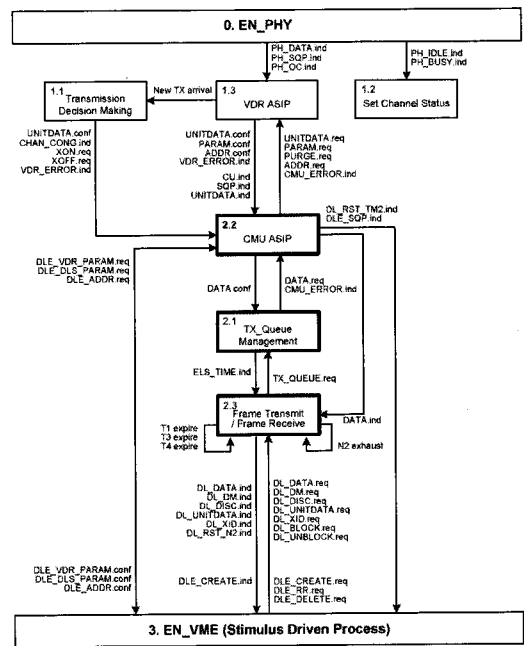 0. EN_PHY
PH_DATA.ind
PH_SQP.ind
PH_OC.ind
PH_IDLE.ind
PH_BUSY.ind
1.1
Transmission
Decision Making
New TX arrival
1.3
VDR ASIP
1.2
Set Channel Status
UNITDATA.conf
CHAN_CONG.ind
XON.req
XOFF.req
VDR_ERROR.ind
UNITDATA.conf
PARAM.conf
ADDR.conf
VDR_ERROR.ind
CU.ind
SQP.ind
UNITDATA.ind
UNITDATA.req
PARAM.req
PURGE.req
ADDR.req
CMU_ERROR.ind
2.2
CMU ASIP
DL_RST_TM2.ind
DLE_SQP.ind
DLE_VDR_PARAM.req
DLE_DLS_PARAM.req
DLE_ADDR.req
DATA.conf
DATA.req
CMU_ERROR.ind
2.1
TX_Queue
Management
ELS_TIME.ind
TX_QUEUE.req
2.3
Frame Transmit
/ Frame Receive
DATA.ind
T1 expire
T3 expire
T4 expire
N2 exhaust
DL_DATA.ind
DL_DM.ind
DL_DISC.ind
DL_UNITDATA.ind
DL_XID.ind
DL_RST_N2.ind
DL_DATA.req
DL_DM.req
DL_DISC.req
DL_UNITDATA.req
DL_XID.req
DL_BLOCK.req
DL_UNBLOCK.req
DLE_VDR_PARAM.conf
DLE_DLS_PARAM.conf
DLE_ADDR.conf
DLE_CREATE.ind
DLE_CREATE.req
DLE_RR.req
DLE_DELETE.req
3. EN_VME (Stimulus Driven Process)